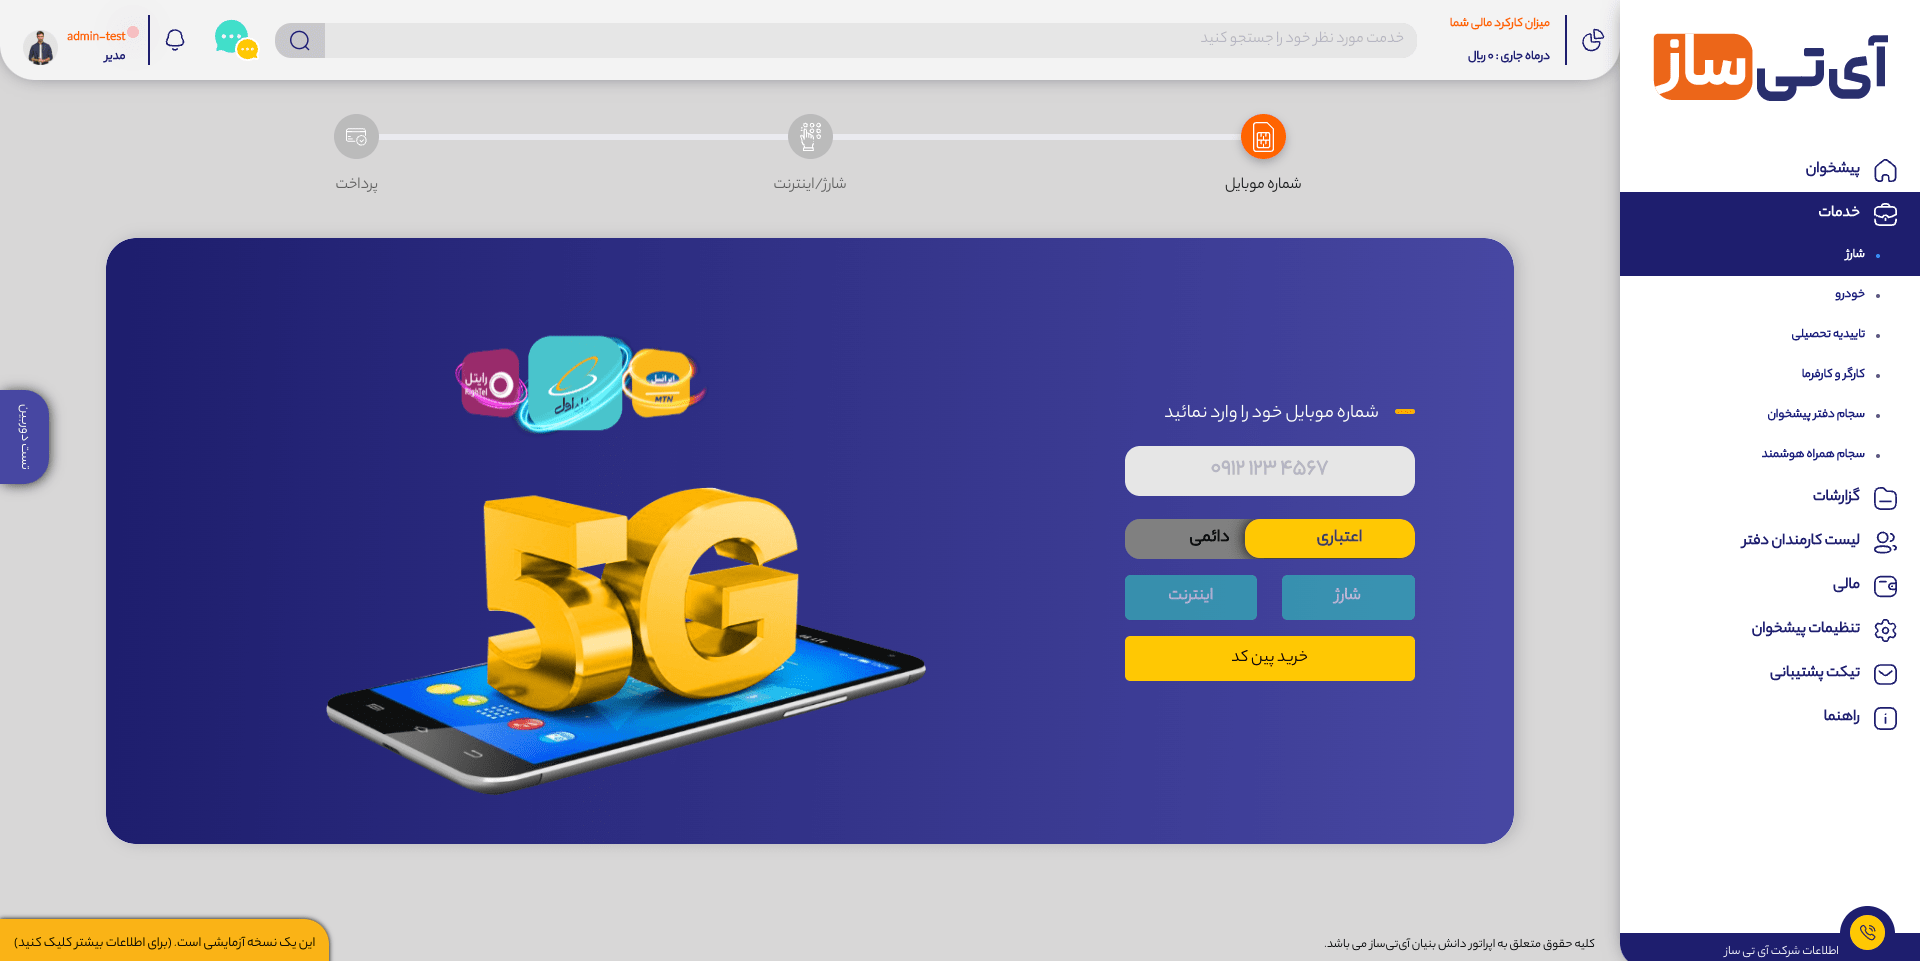 آی‌تی‌ساز
میزان کارکرد مالی شما
درماه جاری : ۰ ریال
خدمت مورد نظر خود را جستجو کنید
admin-test
مدیر
شماره موبایل
شارژ/اینترنت
پرداخت
پیشخوان
خدمات
شارژ
خودرو
تاییدیه تحصیلی
کارگر و کارفرما
سجام دفتر پیشخوان
سجام همراه هوشمند
گزارشات
لیست کارمندان دفتر
مالی
تنظیمات پیشخوان
تیکت پشتیبانی
راهنما
اطلاعات شرکت آی تی ساز
شماره موبایل خود را وارد نمائید
۰۹۱۲ ۱۲۳ ۴۵۶۷
اعتباری
دائمی
شارژ
اینترنت
خرید پین کد
ایرانسل
MTN
همراه اول
رایتل
RighTel
5G
5G LTE
تست دوربین
کلیه حقوق متعلق به اپراتور دانش بنیان آی‌تی‌ساز می باشد.
این یک نسخه آزمایشی است. (برای اطلاعات بیشتر کلیک کنید)